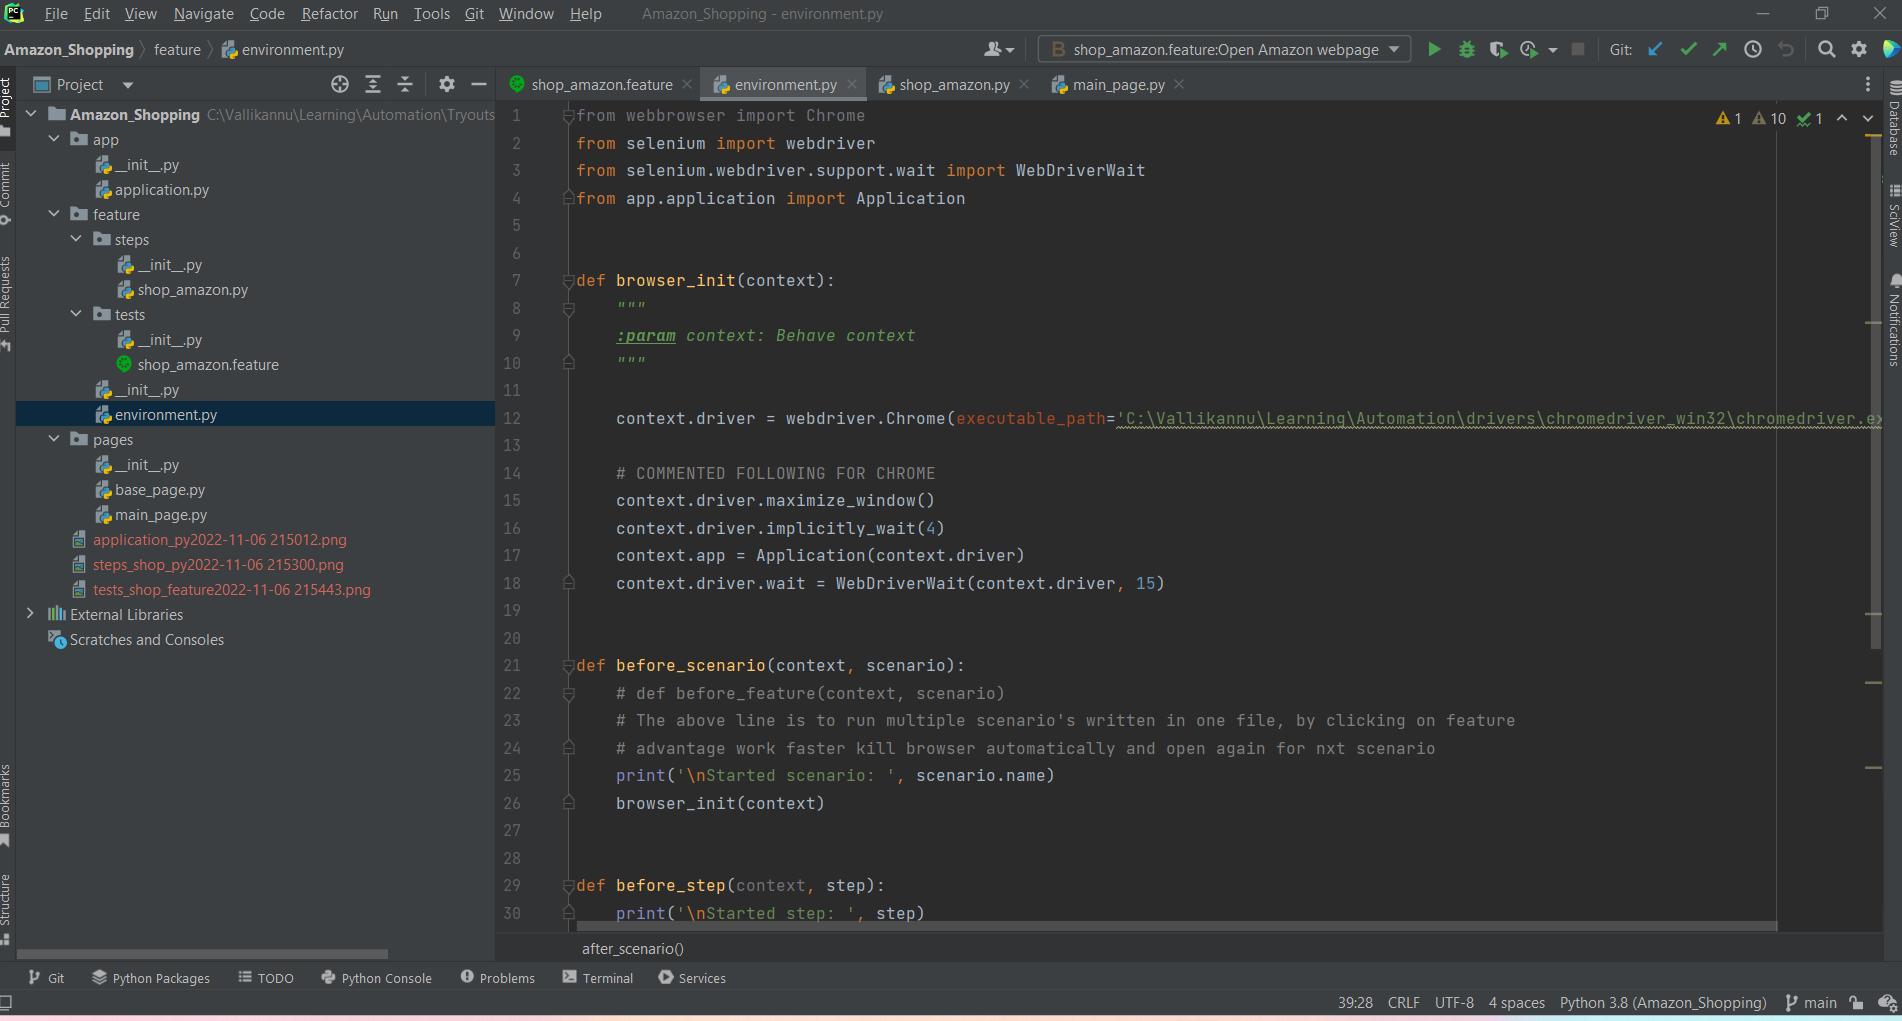 PC File Edit View Navigate Code Refactor Run Tools Git Window Help Amazon_Shopping - environment.py
Amazon_Shopping feature environment.py shop_amazon.feature:Open Amazon webpage Git:
Project
shop_amazon.feature environment.py shop_amazon.py main_page.py
Amazon_Shopping C:\Vallikannu\Learning\Automation\Tryouts
app
__init__.py
application.py
feature
steps
__init__.py
shop_amazon.py
tests
__init__.py
shop_amazon.feature
__init__.py
environment.py
pages
__init__.py
base_page.py
main_page.py
application_py2022-11-06 215012.png
steps_shop_py2022-11-06 215300.png
tests_shop_feature2022-11-06 215443.png
External Libraries
Scratches and Consoles
Project
Commit
Pull Requests
Bookmarks
Structure
1 from webbrowser import Chrome
2 from selenium import webdriver
3 from selenium.webdriver.support.wait import WebDriverWait
4 from app.application import Application
5
6
7 def browser_init(context):
8 """
9 :param context: Behave context
10 """
11
12 context.driver = webdriver.Chrome(executable_path='C:\Vallikannu\Learning\Automation\drivers\chromedriver_win32\chromedriver.ex
13
14 # COMMENTED FOLLOWING FOR CHROME
15 context.driver.maximize_window()
16 context.driver.implicitly_wait(4)
17 context.app = Application(context.driver)
18 context.driver.wait = WebDriverWait(context.driver, 15)
19
20
21 def before_scenario(context, scenario):
22 # def before_feature(context, scenario)
23 # The above line is to run multiple scenario's written in one file, by clicking on feature
24 # advantage work faster kill browser automatically and open again for nxt scenario
25 print('\nStarted scenario: ', scenario.name)
26 browser_init(context)
27
28
29 def before_step(context, step):
30 print('\nStarted step: ', step)
1 10 1
Database
SciView
Notifications
after_scenario()
Git Python Packages TODO Python Console Problems Terminal Services
39:28 CRLF UTF-8 4 spaces Python 3.8 (Amazon_Shopping) main